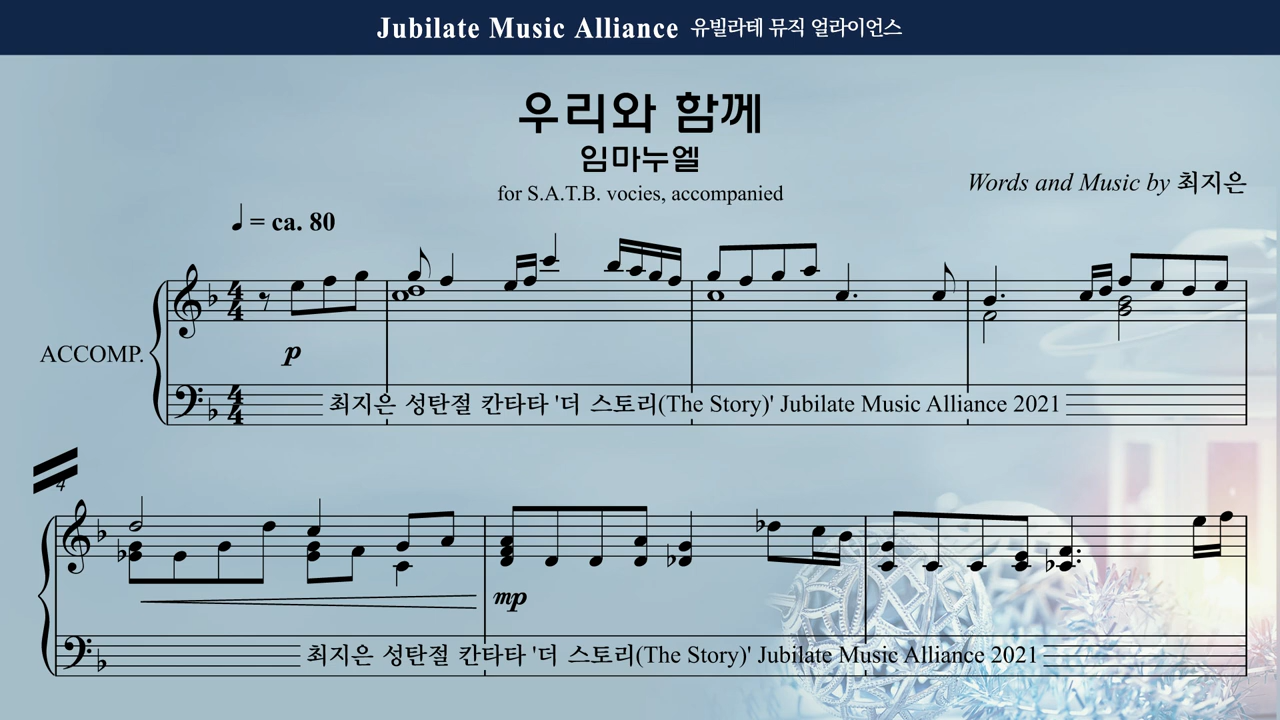 Jubilate Music Alliance 유빌라테 뮤직 얼라이언스
우리와 함께
임마누엘
for S.A.T.B. vocies, accompanied
Words and Music by 최지은
♩ = ca. 80
ACCOMP.
p
최지은 성탄절 칸타타 '더 스토리(The Story)' Jubilate Music Alliance 2021
4
mp
최지은 성탄절 칸타타 '더 스토리(The Story)' Jubilate Music Alliance 2021